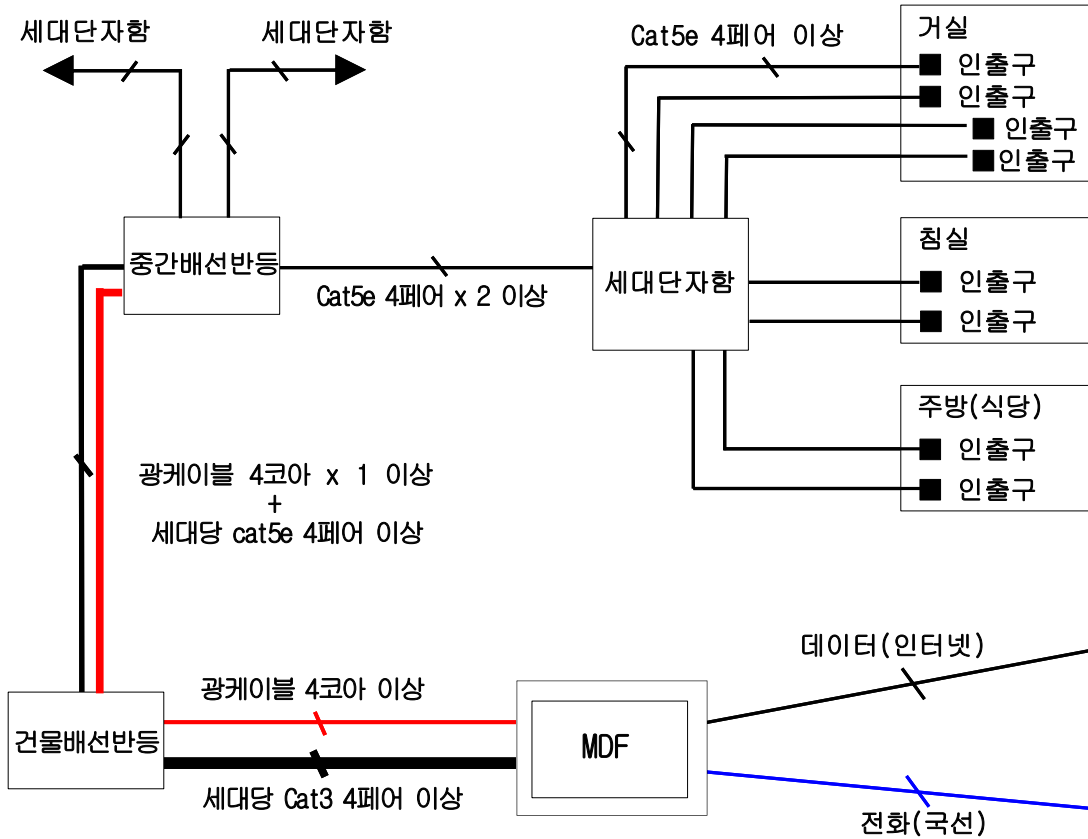 세대단자함
세대단자함
Cat5e 4페어 이상
거실
인출구
인출구
인출구
인출구
중간배선반등
Cat5e 4페어 x 2 이상
세대단자함
침실
인출구
인출구
주방(식당)
인출구
인출구
광케이블 4코아 x 1 이상
+
세대당 cat5e 4페어 이상
데이터(인터넷)
광케이블 4코아 이상
건물배선반등
MDF
세대당 Cat3 4페어 이상
전화(국선)